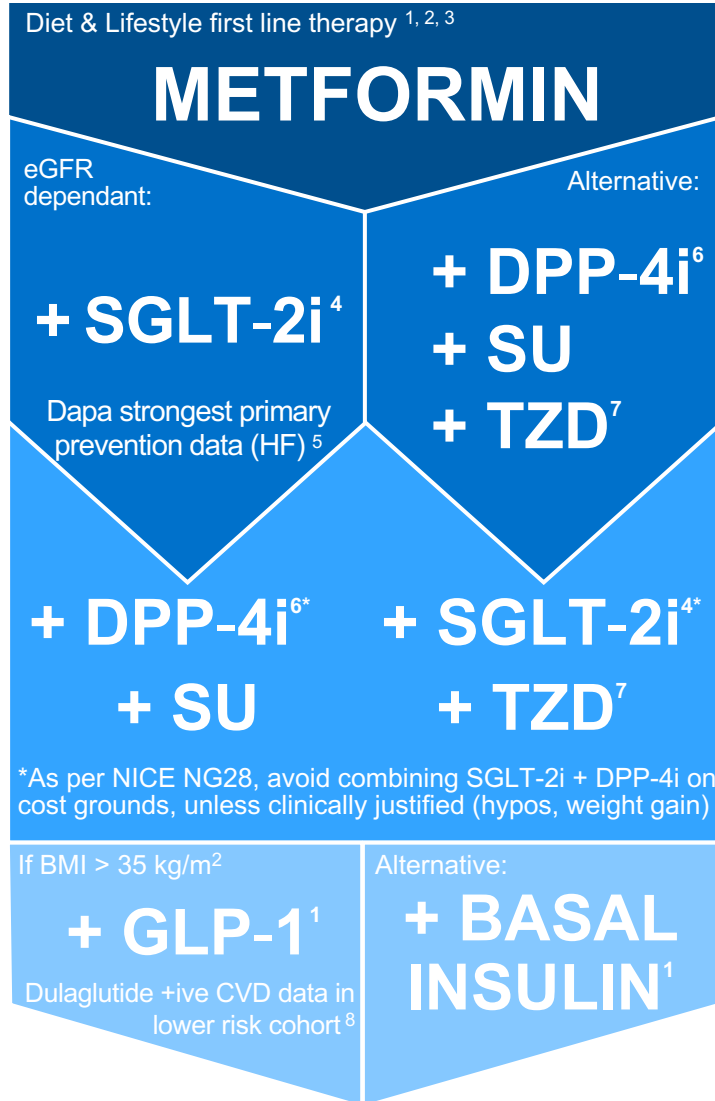 Diet & Lifestyle first line therapy 1, 2, 3
METFORMIN
eGFR
dependant:
+ SGLT-2i 4
Dapa strongest primary
prevention data (HF) 5
Alternative:
+ DPP-4i6
+ SU
+ TZD7
+ DPP-4i6*
+ SU
+ SGLT-2i4*
+ TZD7
*As per NICE NG28, avoid combining SGLT-2i + DPP-4i on
cost grounds, unless clinically justified (hypos, weight gain)
If BMI > 35 kg/m2
+ GLP-1 1
Dulaglutide +ive CVD data in
lower risk cohort 8
Alternative:
+ BASAL
INSULIN1